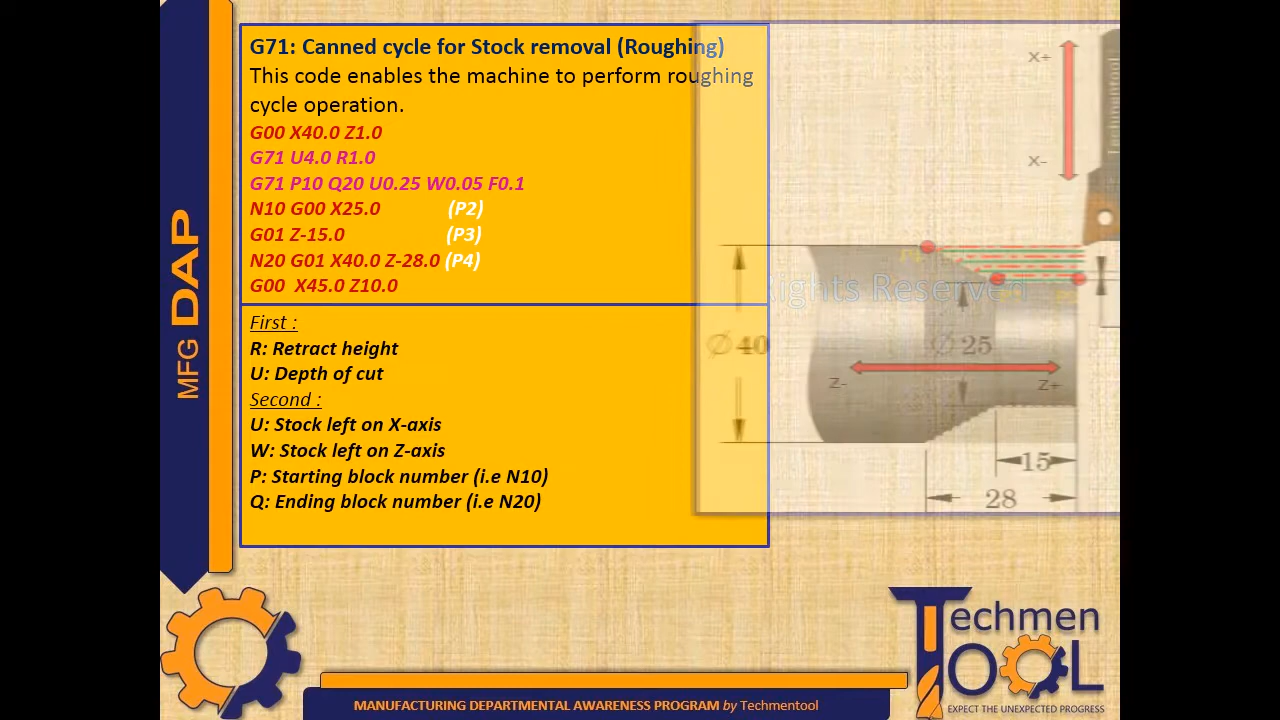 G71: Canned cycle for Stock removal (Roughing)
This code enables the machine to perform roughing
cycle operation.
G00 X40.0 Z1.0
G71 U4.0 R1.0
G71 P10 Q20 U0.25 W0.05 F0.1
N10 G00 X25.0 (P2)
G01 Z-15.0 (P3)
N20 G01 X40.0 Z-28.0 (P4)
G00 X45.0 Z10.0
First :
R: Retract height
U: Depth of cut
Second :
U: Stock left on X-axis
W: Stock left on Z-axis
P: Starting block number (i.e N10)
Q: Ending block number (i.e N20)
X+
X-
Rights Reserved
Ø 40
Ø 25
Z-
Z+
15
28
MFG DAP
Techmen
TOOL
EXPECT THE UNEXPECTED PROGRESS
MANUFACTURING DEPARTMENTAL AWARENESS PROGRAM by Techmentool